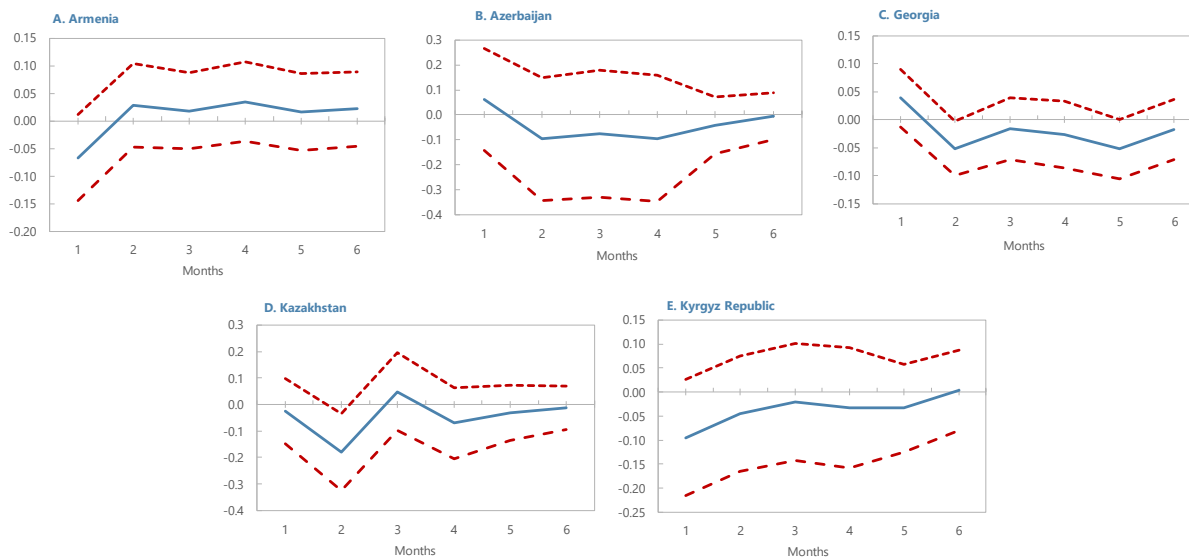 A. Armenia
0.15
0.10
0.05
0.00
-0.05
-0.10
-0.15
-0.20
1 2 3 4 5 6
Months
B. Azerbaijan
0.3
0.2
0.1
0.0
-0.1
-0.2
-0.3
-0.4
1 2 3 4 5 6
Months
C. Georgia
0.15
0.10
0.05
0.00
-0.05
-0.10
-0.15
1 2 3 4 5 6
Months
D. Kazakhstan
0.3
0.2
0.1
0.0
-0.1
-0.2
-0.3
-0.4
1 2 3 4 5 6
Months
E. Kyrgyz Republic
0.15
0.10
0.05
0.00
-0.05
-0.10
-0.15
-0.20
-0.25
1 2 3 4 5 6
Months